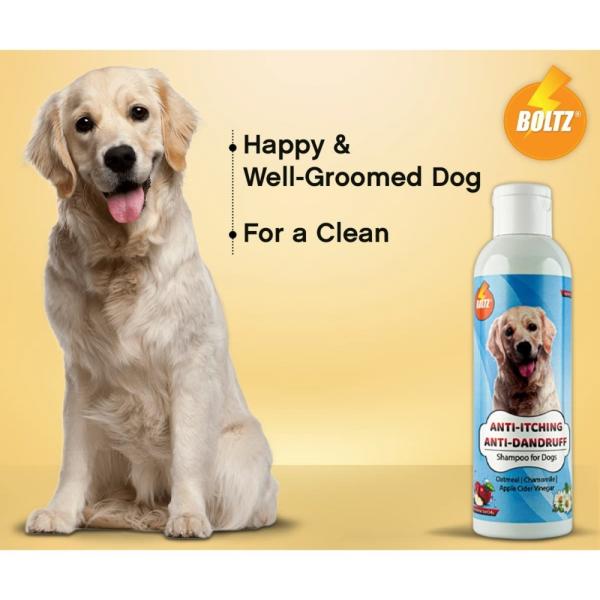 BOLTZ®
Happy &
Well-Groomed Dog
For a Clean
BOLTZ
ANTI-ITCHING
ANTI-DANDRUFF
Shampoo for Dogs
Oatmeal | Chamomile |
Apple Cider Vinegar